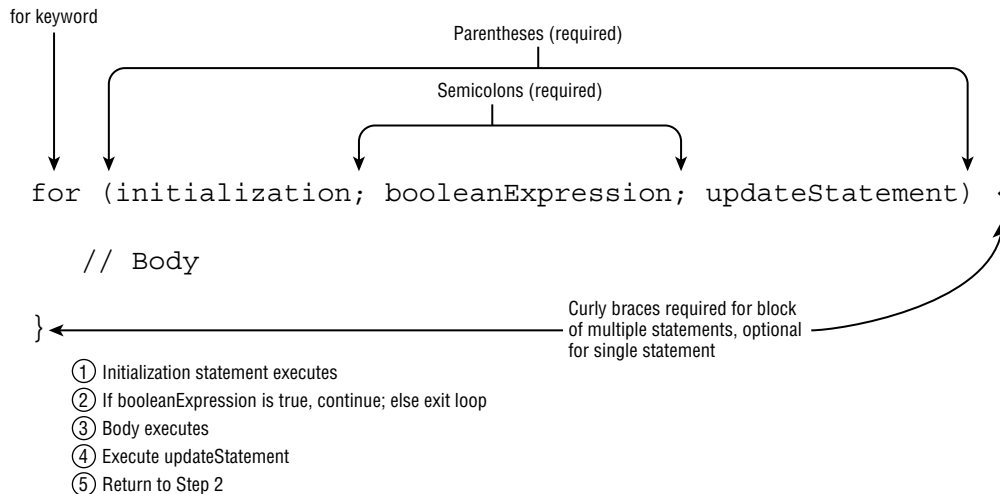 for keyword
Parentheses (required)
Semicolons (required)
for (initialization; booleanExpression; updateStatement)
// Body
}
Curly braces required for block
of multiple statements, optional
for single statement
1 Initialization statement executes
2 If booleanExpression is true, continue; else exit loop
3 Body executes
4 Execute updateStatement
5 Return to Step 2